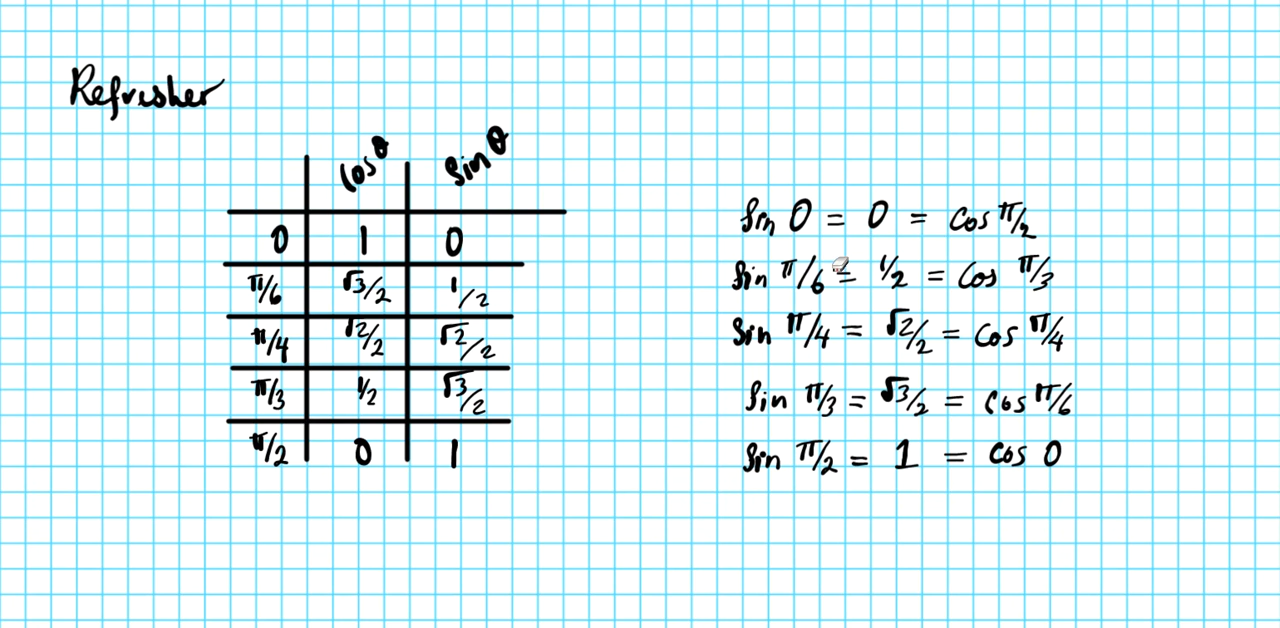 Refresher
cos θ sin θ
0 1 0
π/6 √3/2 1/2
π/4 √2/2 √2/2
π/3 1/2 √3/2
π/2 0 1
Sin 0 = 0 = Cos π/2
Sin π/6 = 1/2 = Cos π/3
Sin π/4 = √2/2 = Cos π/4
Sin π/3 = √3/2 = Cos π/6
Sin π/2 = 1 = Cos 0